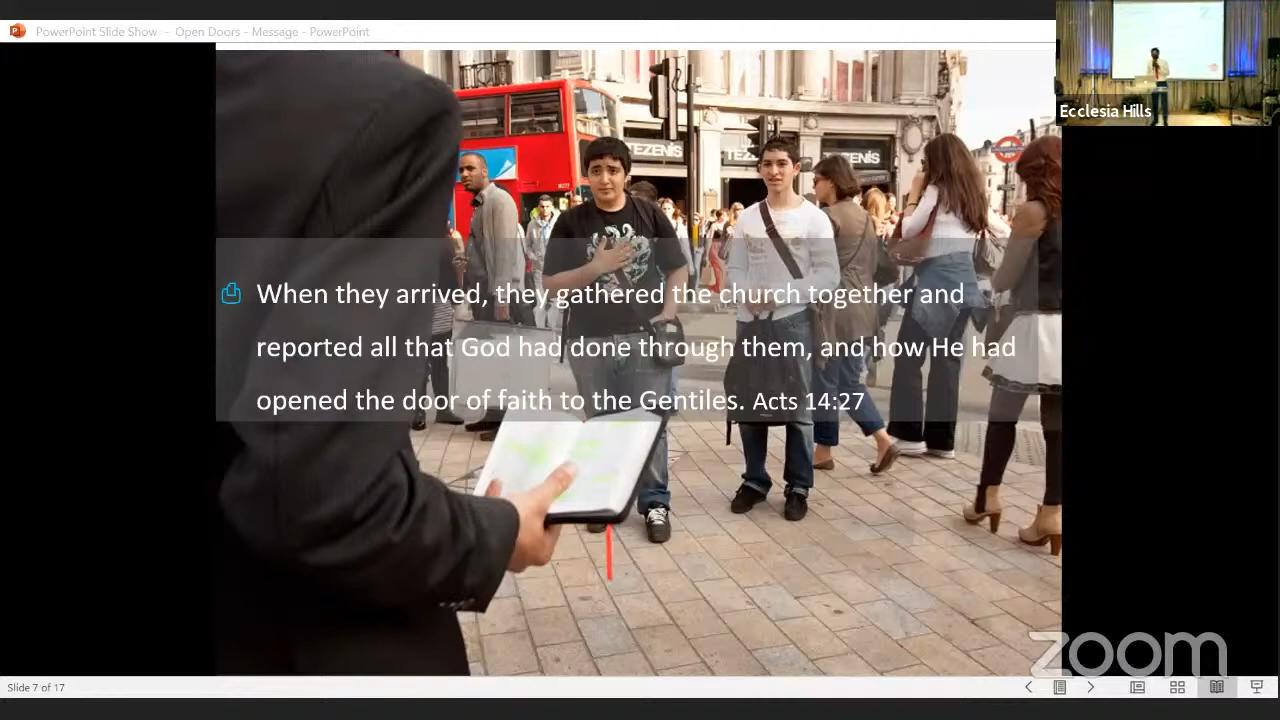 PowerPoint Slide Show - Open Doors - Message - PowerPoint
Ecclesia Hills
TEZENIS
TEZENIS
When they arrived, they gathered the church together and
reported all that God had done through them, and how He had
opened the door of faith to the Gentiles. Acts 14:27
zoom
Slide 7 of 17